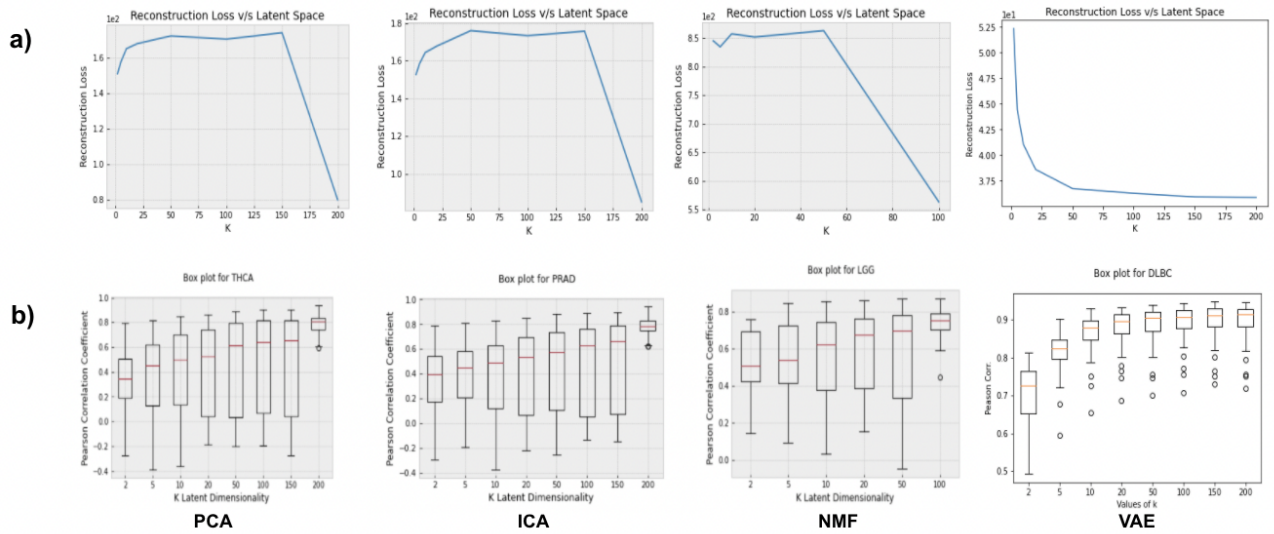 a)
Reconstruction Loss v/s Latent Space
1e2
Reconstruction Loss
1.6
1.4
1.2
1.0
0.8
0 25 50 75 100 125 150 175 200
K
Reconstruction Loss v/s Latent Space
1e2
Reconstruction Loss
1.8
1.6
1.4
1.2
1.0
0 25 50 75 100 125 150 175 200
K
Reconstruction Loss v/s Latent Space
1e2
Reconstruction Loss
8.5
8.0
7.5
7.0
6.5
6.0
5.5
0 20 40 60 80 100
K
Reconstruction Loss v/s Latent Space
1e1
Reconstruction Loss
5.25
5.00
4.75
4.50
4.25
4.00
3.75
0 25 50 75 100 125 150 175 200
K
b)
Box plot for THCA
Pearson Correlation Coefficient
1.0
0.8
0.6
0.4
0.2
0.0
−0.2
−0.4
2 5 10 20 50 100 150 200
K Latent Dimensionality
PCA
Box plot for PRAD
Pearson Correlation Coefficient
1.0
0.8
0.6
0.4
0.2
0.0
−0.2
−0.4
2 5 10 20 50 100 150 200
K Latent Dimensionality
ICA
Box plot for LGG
Pearson Correlation Coefficient
0.8
0.6
0.4
0.2
0.0
2 5 10 20 50 100
K Latent Dimensionality
NMF
Box plot for DLBC
Peason Corr.
0.9
0.8
0.7
0.6
0.5
2 5 10 20 50 100 150 200
Values of k
VAE